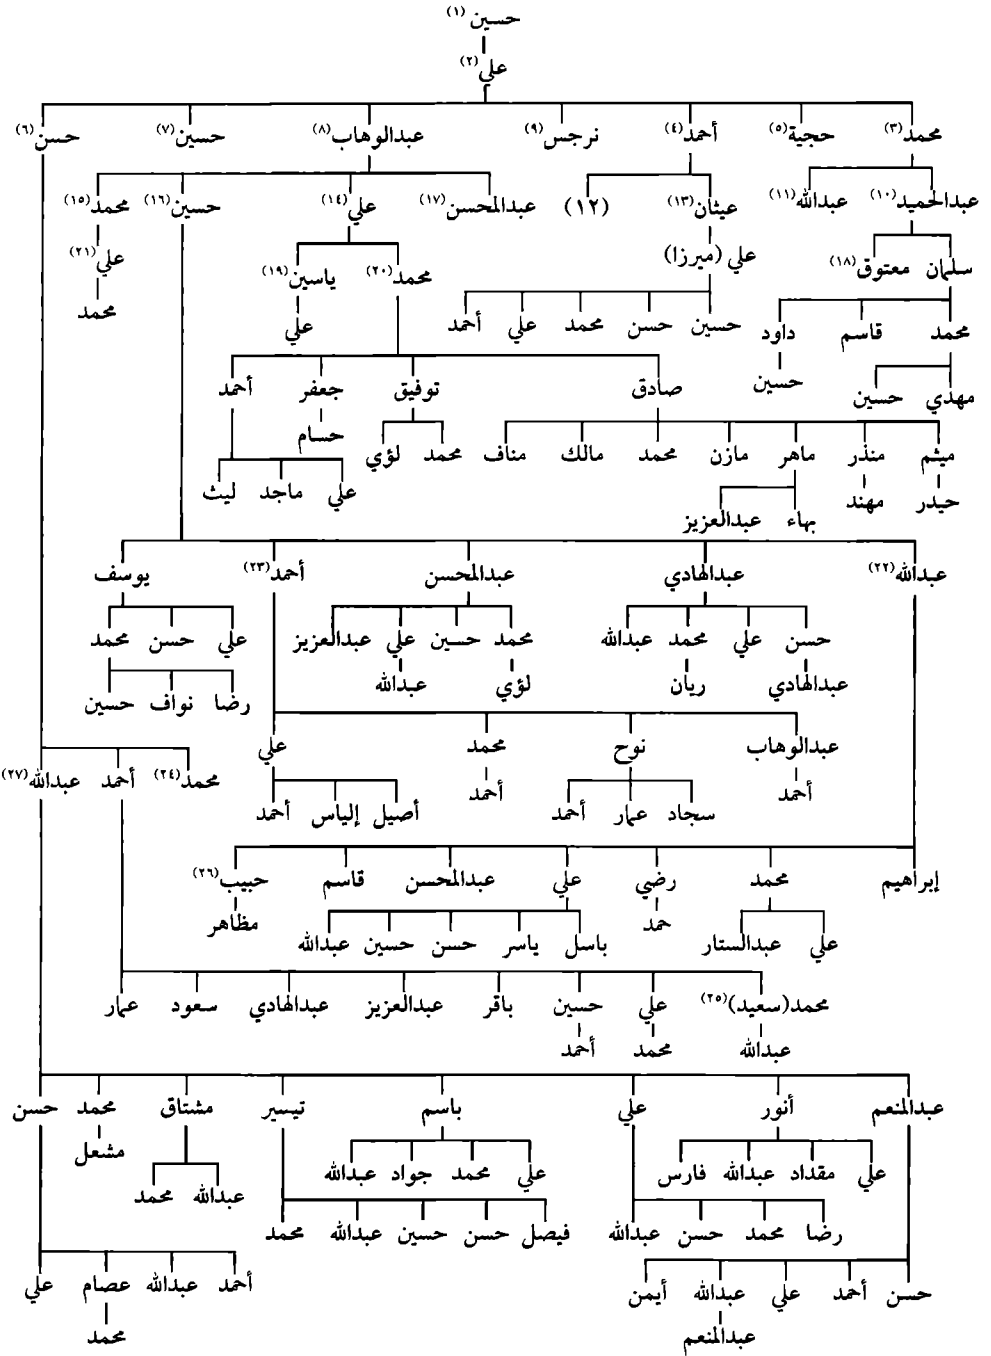 حسين (١)
علي (٢)
محمد (٣) حجية (٥) أحمد (٤) نرجس (٩) عبدالوهاب (٨) حسين (٧) حسن (٦)
عبدالحميد (١٠) عبدالله (١١) عيثان (١٣) (١٢) عبدالمحسن (١٧) علي (١٤) حسين (١٦) محمد (١٥)
سلمان معتوق (١٨) علي (ميرزا) محمد (٢٠) ياسين (١٩) علي (٢١)
محمد قاسم داود حسين حسن محمد علي أحمد علي محمد
مهدي حسين حسين صادق توفيق جعفر أحمد
حسام
ميثم منذر ماهر مازن محمد مالك مناف محمد لؤي
حيدر مهند علي ماجد ليث
بهاء عبدالعزيز
عبدالله (٢٢) عبدالهادي عبدالمحسن أحمد (٢٣) يوسف
حسن علي محمد عبدالله محمد حسين علي عبدالعزيز علي حسن محمد
عبدالهادي ريان لؤي عبدالله رضا نواف حسين
عبدالوهاب نوح محمد علي
محمد (٢٤) أحمد عبدالله (٢٧)
أحمد سجاد عمار أحمد أحمد أصيل إلياس أحمد
إبراهيم محمد رضي علي عبدالمحسن قاسم حبيب (٢٦)
حمد مظاهر
علي عبدالستار باسل ياسر حسن حسين عبدالله
محمد (سعيد) (٢٥) علي حسين باقر عبدالعزيز عبدالهادي سعود عمار
عبدالله محمد أحمد
عبدالمنعم أنور علي باسم تيسير مشتاق محمد حسن
مشعل
علي مقداد عبدالله فارس علي محمد جواد عبدالله
عبدالله محمد
رضا محمد حسن عبدالله فيصل حسن حسين عبدالله محمد
حسن أحمد علي عبدالله أيمن أحمد عبدالله عصام علي
عبدالمنعم محمد